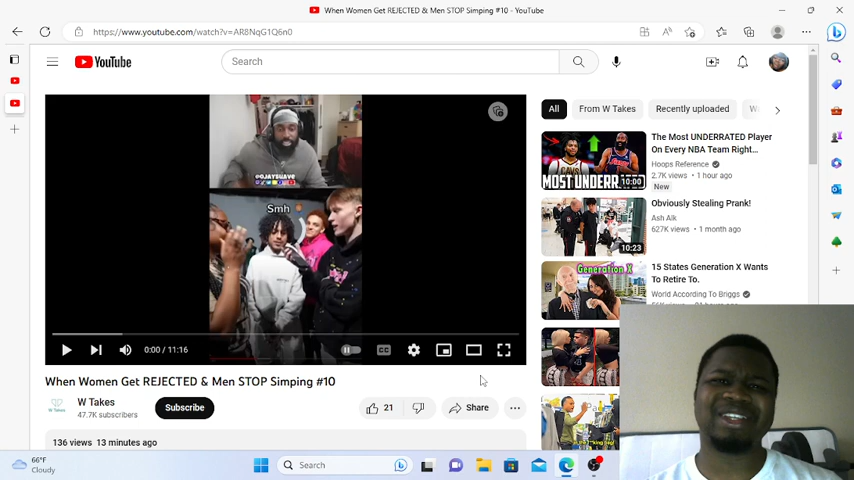 When Women Get REJECTED & Men STOP Simping #10 - YouTube
https://www.youtube.com/watch?v=AR8NqG1Q6n0
YouTube
Search
All
From W Takes
Recently uploaded
@OJAYSUAVE
Smh
0:00 / 11:16
CC
The Most UNDERRATED Player
On Every NBA Team Right...
Hoops Reference
2.7K views • 1 hour ago
New
MOST UNDERR
10:00
Obviously Stealing Prank!
Ash Alk
627K views • 1 month ago
10:23
Generation X
15 States Generation X Wants
To Retire To.
World According To Briggs
When Women Get REJECTED & Men STOP Simping #10
W Takes
47.7K subscribers
Subscribe
21
Share
136 views 13 minutes ago
66°F
Cloudy
Search